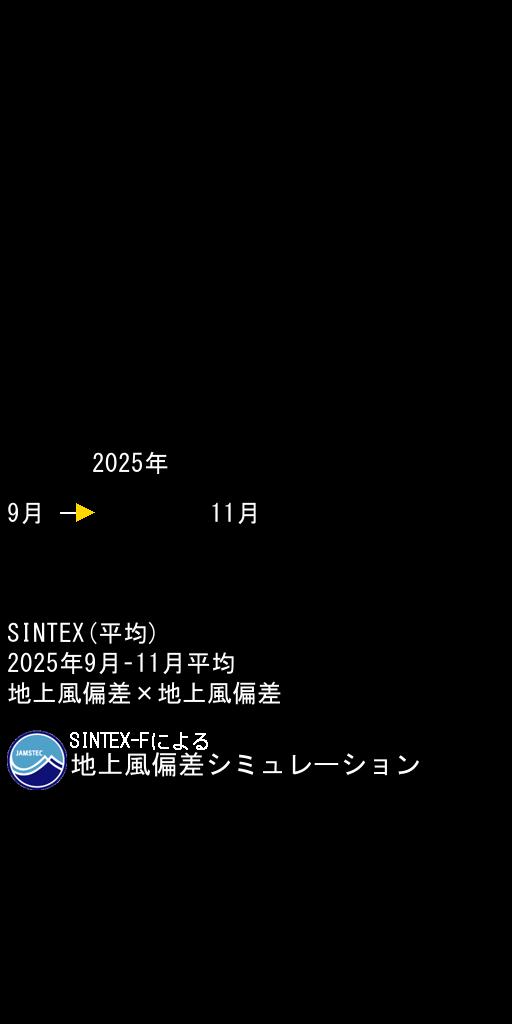 2025年
9月 11月
SINTEX(平均)
2025年9月-11月平均
地上風偏差×地上風偏差
JAMSTEC
SINTEX-Fによる
地上風偏差シミュレーション